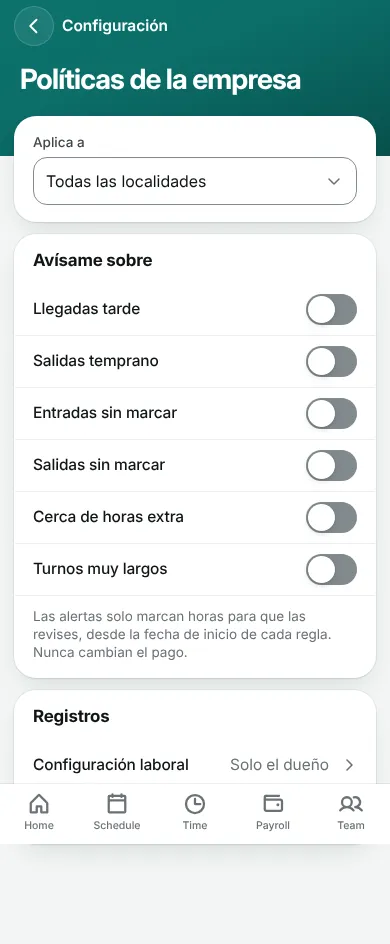 Configuración
Políticas de la empresa
Aplica a
Todas las localidades
Avísame sobre
Llegadas tarde
Salidas temprano
Entradas sin marcar
Salidas sin marcar
Cerca de horas extra
Turnos muy largos
Las alertas solo marcan horas para que las
revises, desde la fecha de inicio de cada regla.
Nunca cambian el pago.
Registros
Configuración laboral Solo el dueño
Home Schedule Time Payroll Team